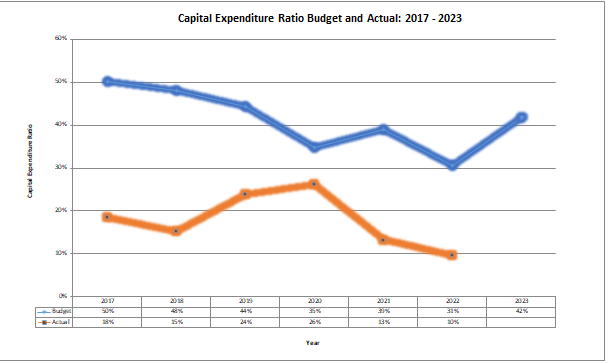 Capital Expenditure Ratio Budget and Actual: 2017 - 2023
60%
50%
40%
30%
20%
10%
0%
Capital Expenditure Ratio
2017 2018 2019 2020 2021 2022 2023
Budget 50% 48% 44% 35% 39% 31% 42%
Actual 18% 15% 24% 26% 13% 10%
Year